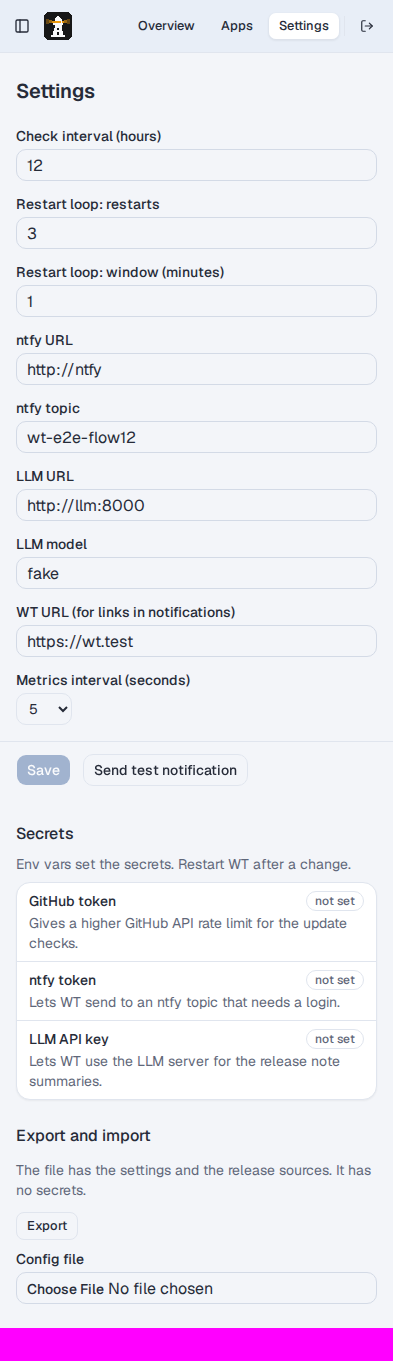 Overview Apps Settings
Settings
Check interval (hours)
12
Restart loop: restarts
3
Restart loop: window (minutes)
1
ntfy URL
http://ntfy
ntfy topic
wt-e2e-flow12
LLM URL
http://llm:8000
LLM model
fake
WT URL (for links in notifications)
https://wt.test
Metrics interval (seconds)
5
Save Send test notification
Secrets
Env vars set the secrets. Restart WT after a change.
GitHub token not set
Gives a higher GitHub API rate limit for the update
checks.
ntfy token not set
Lets WT send to an ntfy topic that needs a login.
LLM API key not set
Lets WT use the LLM server for the release note
summaries.
Export and import
The file has the settings and the release sources. It has
no secrets.
Export
Config file
Choose File No file chosen